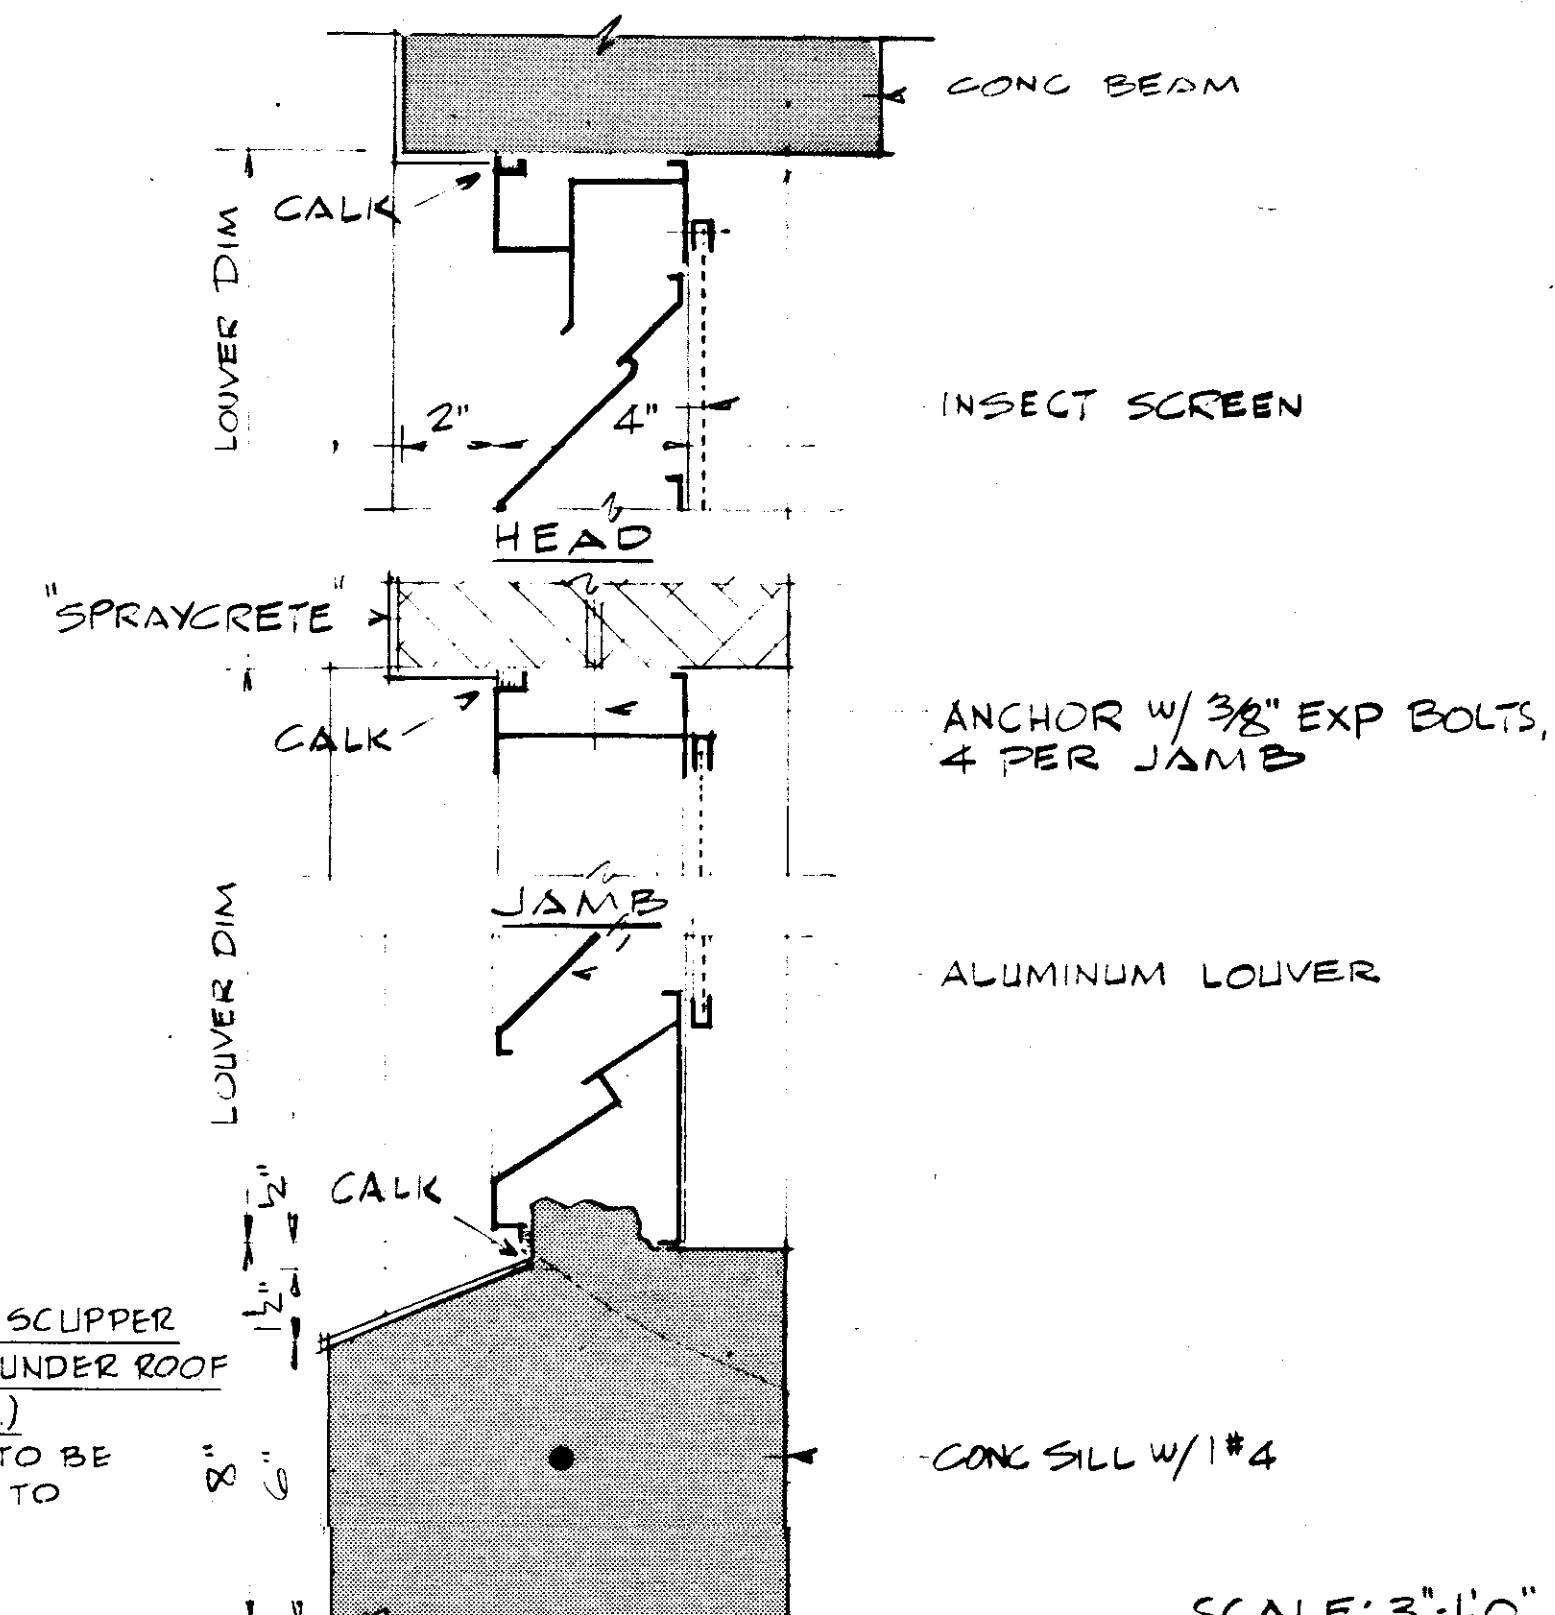 CONC BEAM
CALK
LOUVER DIM
INSECT SCREEN
2"
4"
HEAD
"SPRAYCRETE"
CALK
ANCHOR W/ 3/8" EXP BOLTS,
4 PER JAMB
JAMB
LOUVER DIM
ALUMINUM LOUVER
CALK
1/2"
1 1/2"
SCUPPER
UNDER ROOF
TO BE
TO
8"
6"
CONC SILL W/ 1 #4
SCALE: 3"=1'0"